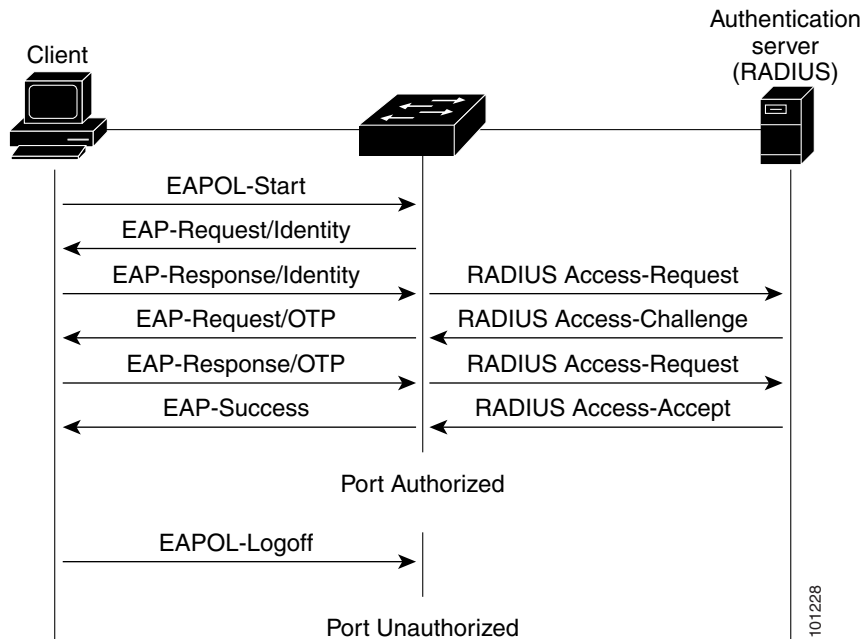 Client
Authentication
server
(RADIUS)
EAPOL-Start
EAP-Request/Identity
EAP-Response/Identity
RADIUS Access-Request
EAP-Request/OTP
RADIUS Access-Challenge
EAP-Response/OTP
RADIUS Access-Request
EAP-Success
RADIUS Access-Accept
Port Authorized
EAPOL-Logoff
Port Unauthorized
101228